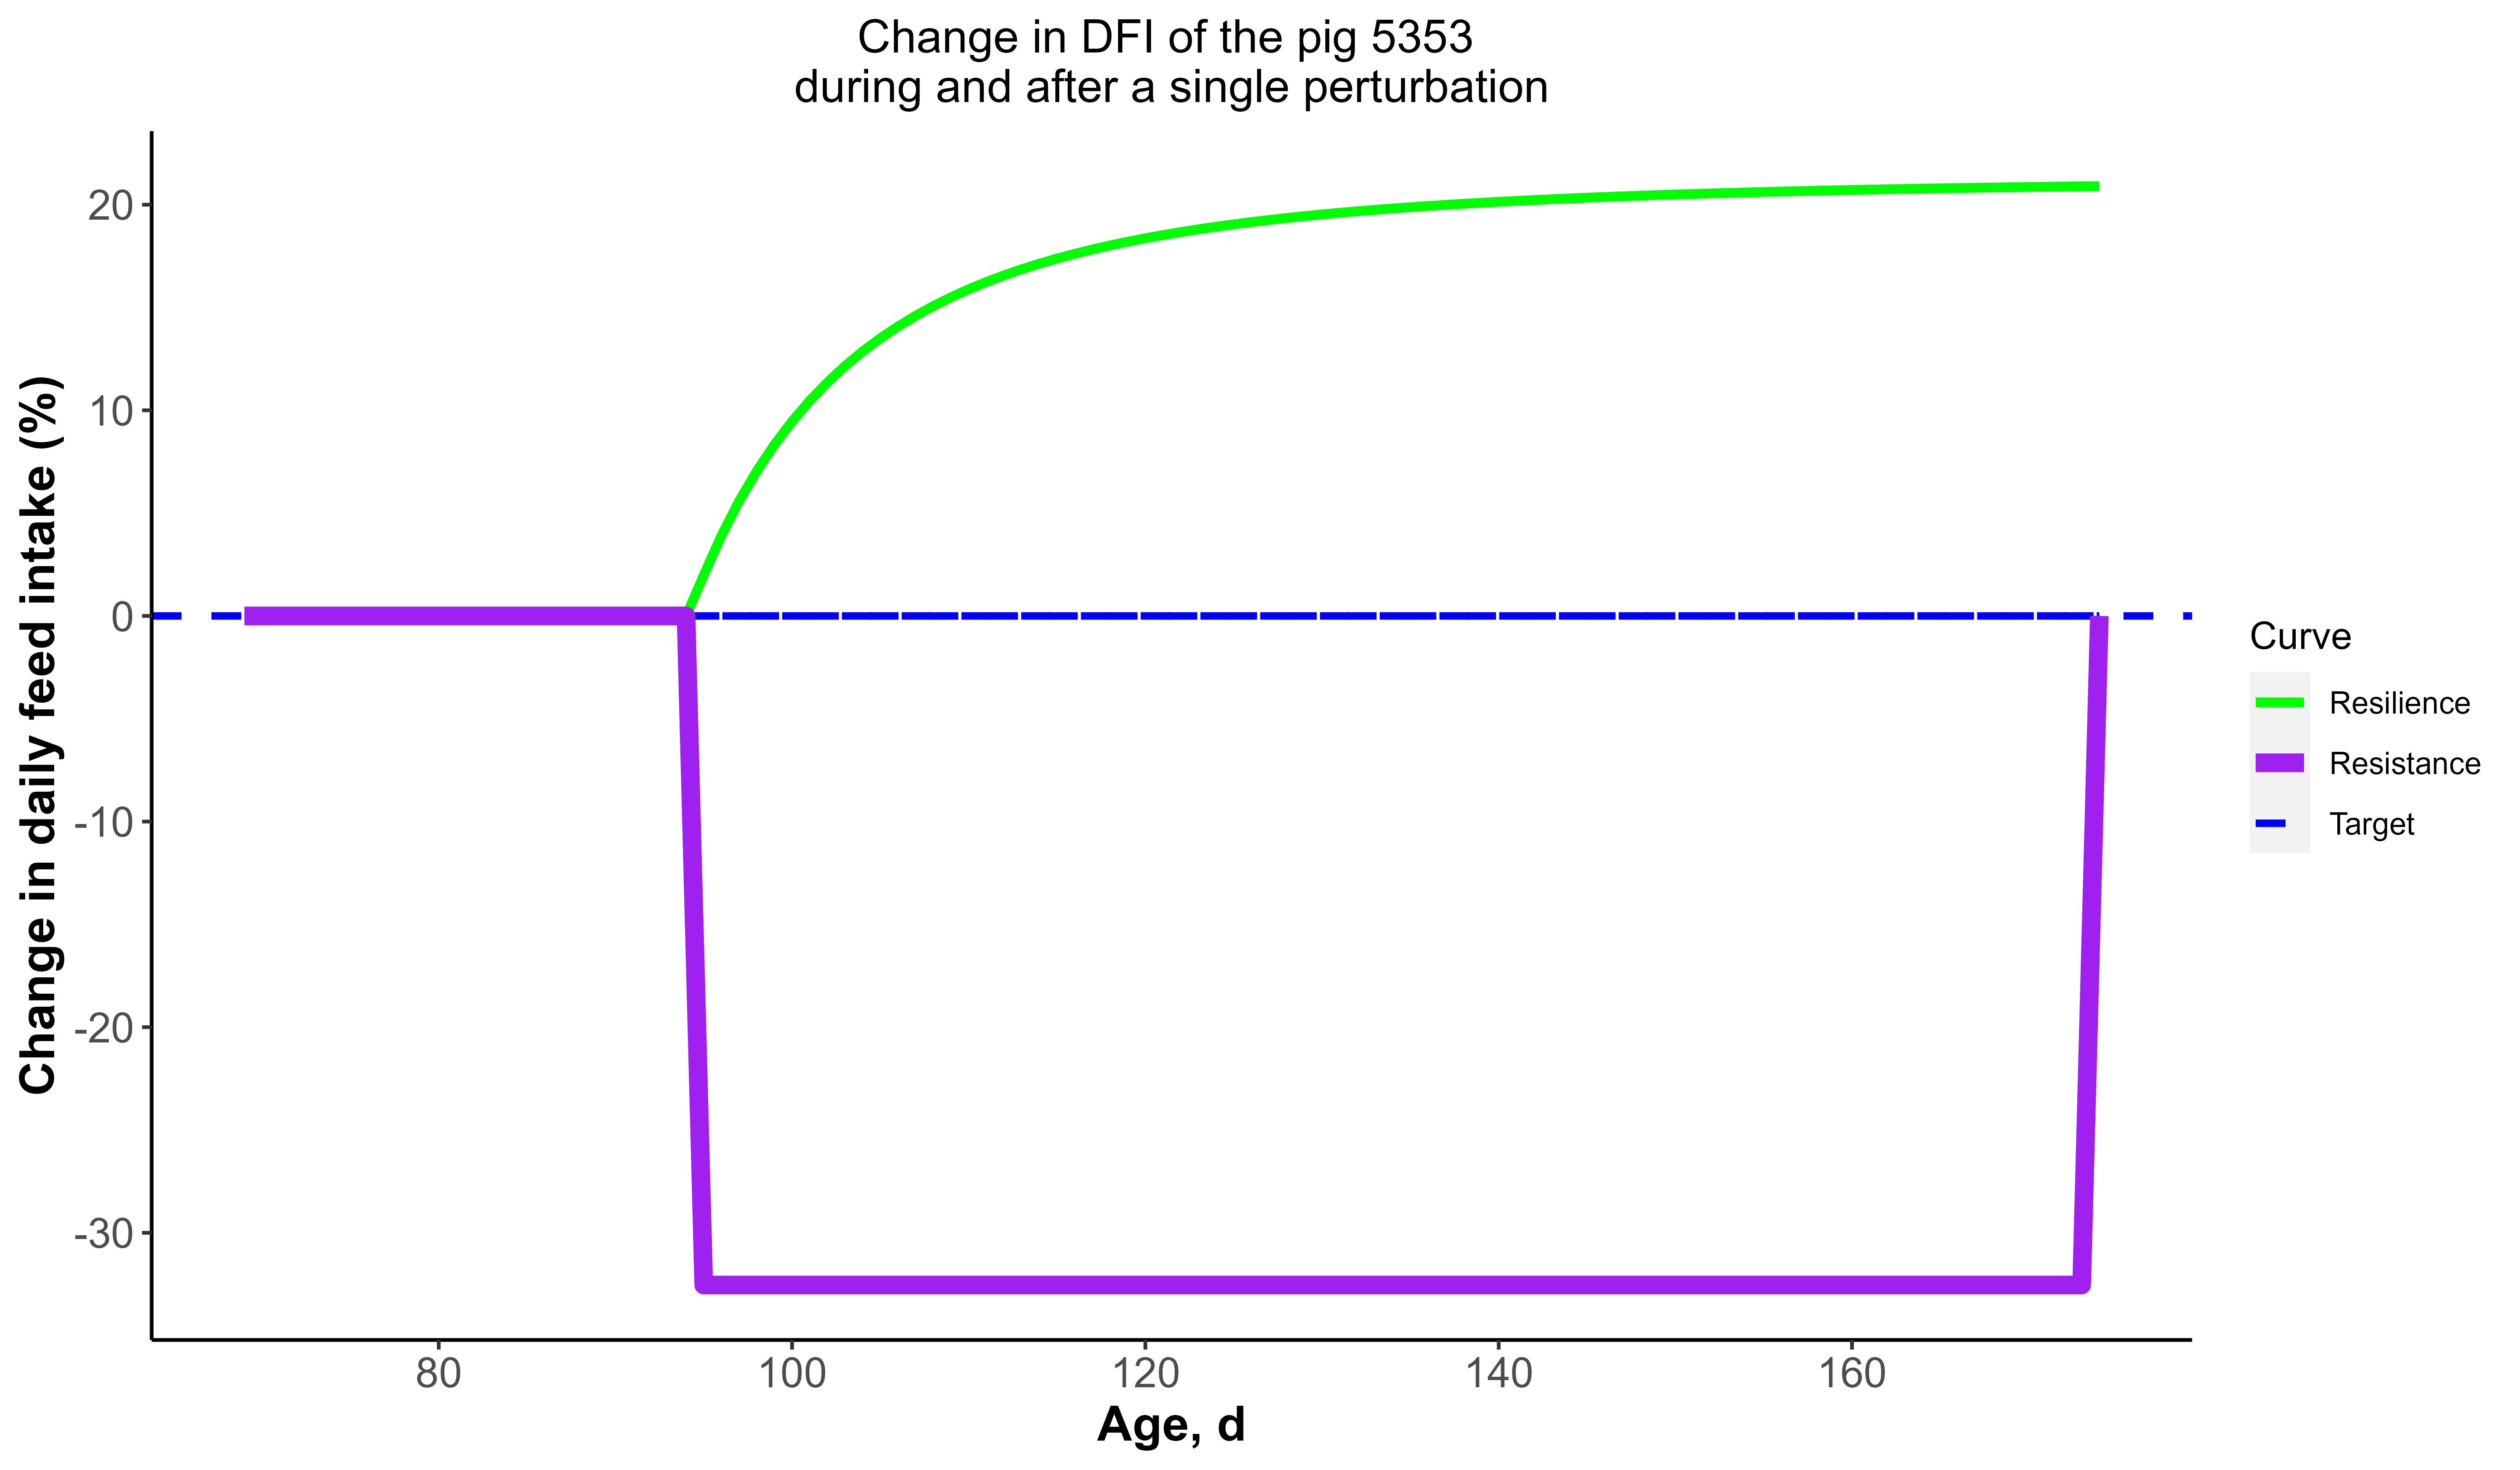 Change in DFI of the pig 5353
during and after a single perturbation
Change in daily feed intake (%)
20
10
0
-10
-20
-30
80
100
120
140
160
Age, d
Curve
Resilience
Resistance
Target